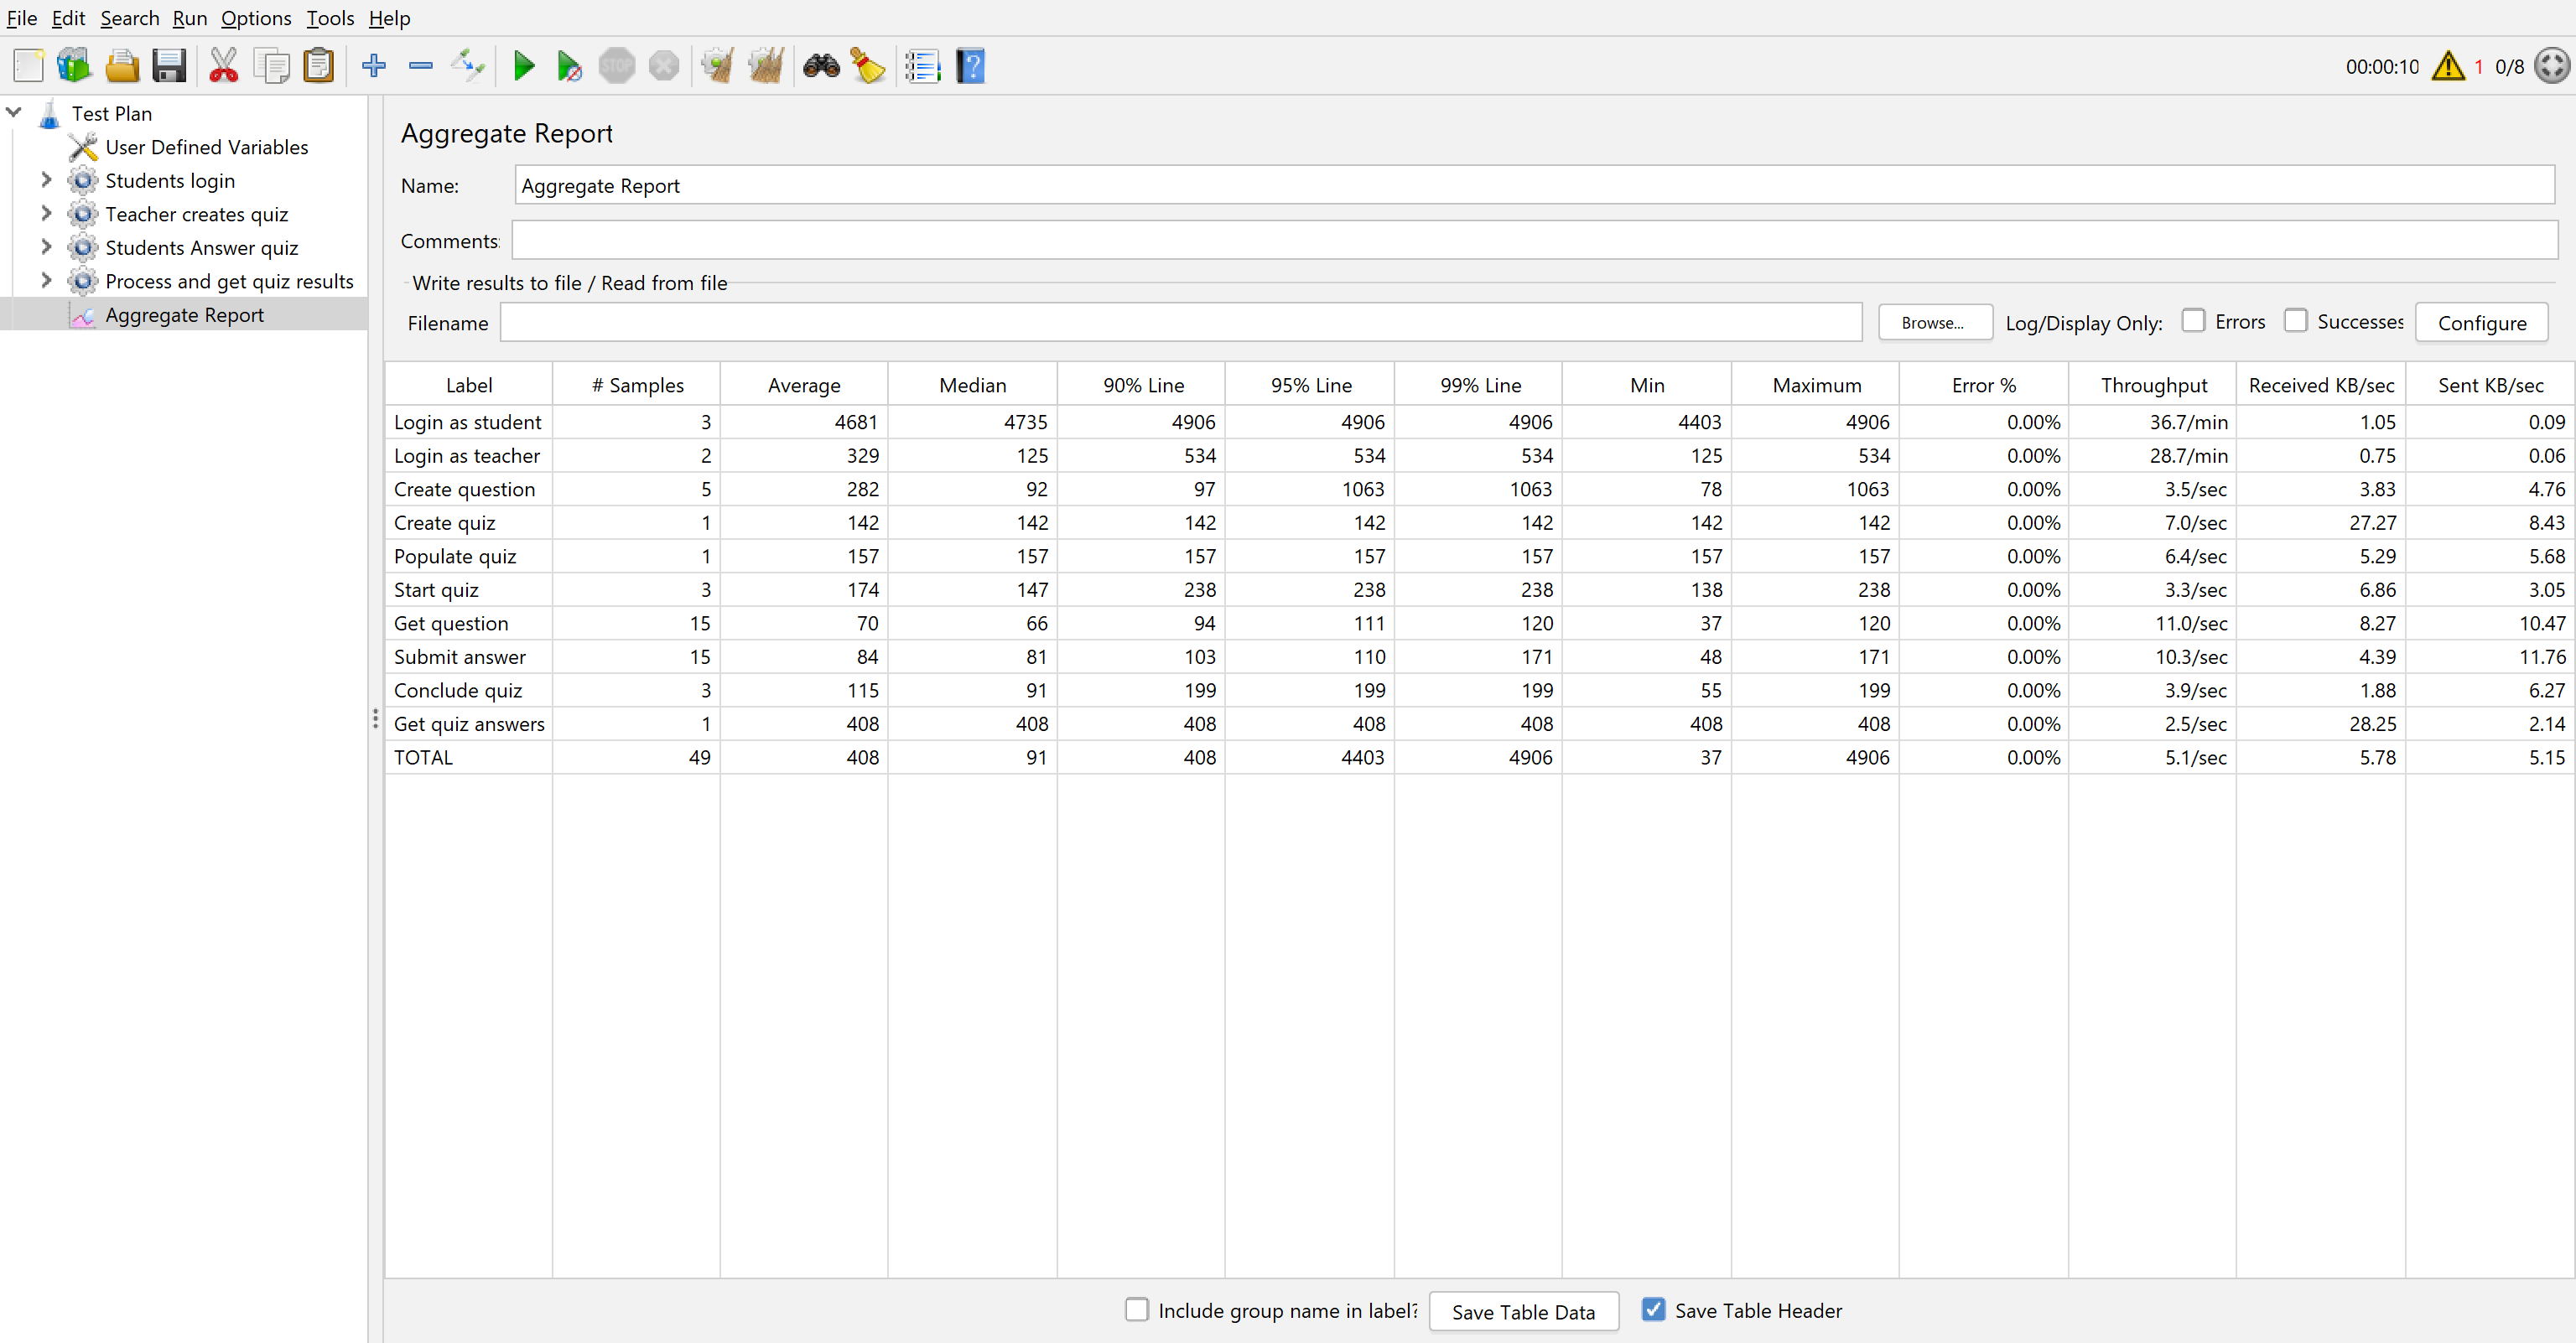 File Edit Search Run Options Tools Help
STOP
00:00:10 1 0/8
Test Plan
User Defined Variables
Students login
Teacher creates quiz
Students Answer quiz
Process and get quiz results
Aggregate Report
Aggregate Report
Name: Aggregate Report
Comments:
Write results to file / Read from file
Filename Browse... Log/Display Only: Errors Successes Configure
Label # Samples Average Median 90% Line 95% Line 99% Line Min Maximum Error % Throughput Received KB/sec Sent KB/sec
Login as student 3 4681 4735 4906 4906 4906 4403 4906 0.00% 36.7/min 1.05 0.09
Login as teacher 2 329 125 534 534 534 125 534 0.00% 28.7/min 0.75 0.06
Create question 5 282 92 97 1063 1063 78 1063 0.00% 3.5/sec 3.83 4.76
Create quiz 1 142 142 142 142 142 142 142 0.00% 7.0/sec 27.27 8.43
Populate quiz 1 157 157 157 157 157 157 157 0.00% 6.4/sec 5.29 5.68
Start quiz 3 174 147 238 238 238 138 238 0.00% 3.3/sec 6.86 3.05
Get question 15 70 66 94 111 120 37 120 0.00% 11.0/sec 8.27 10.47
Submit answer 15 84 81 103 110 171 48 171 0.00% 10.3/sec 4.39 11.76
Conclude quiz 3 115 91 199 199 199 55 199 0.00% 3.9/sec 1.88 6.27
Get quiz answers 1 408 408 408 408 408 408 408 0.00% 2.5/sec 28.25 2.14
TOTAL 49 408 91 408 4403 4906 37 4906 0.00% 5.1/sec 5.78 5.15
Include group name in label? Save Table Data Save Table Header